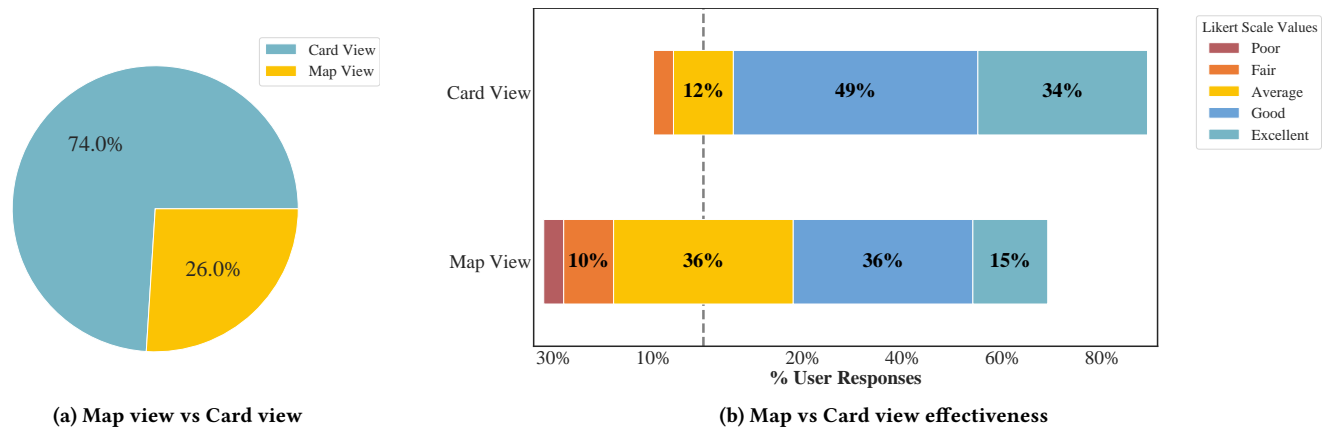 Card View
Map View
74.0%
26.0%
(a) Map view vs Card view
Card View
12%
49%
34%
Map View
10%
36%
36%
15%
30%
10%
20%
40%
60%
80%
% User Responses
Likert Scale Values
Poor
Fair
Average
Good
Excellent
(b) Map vs Card view effectiveness